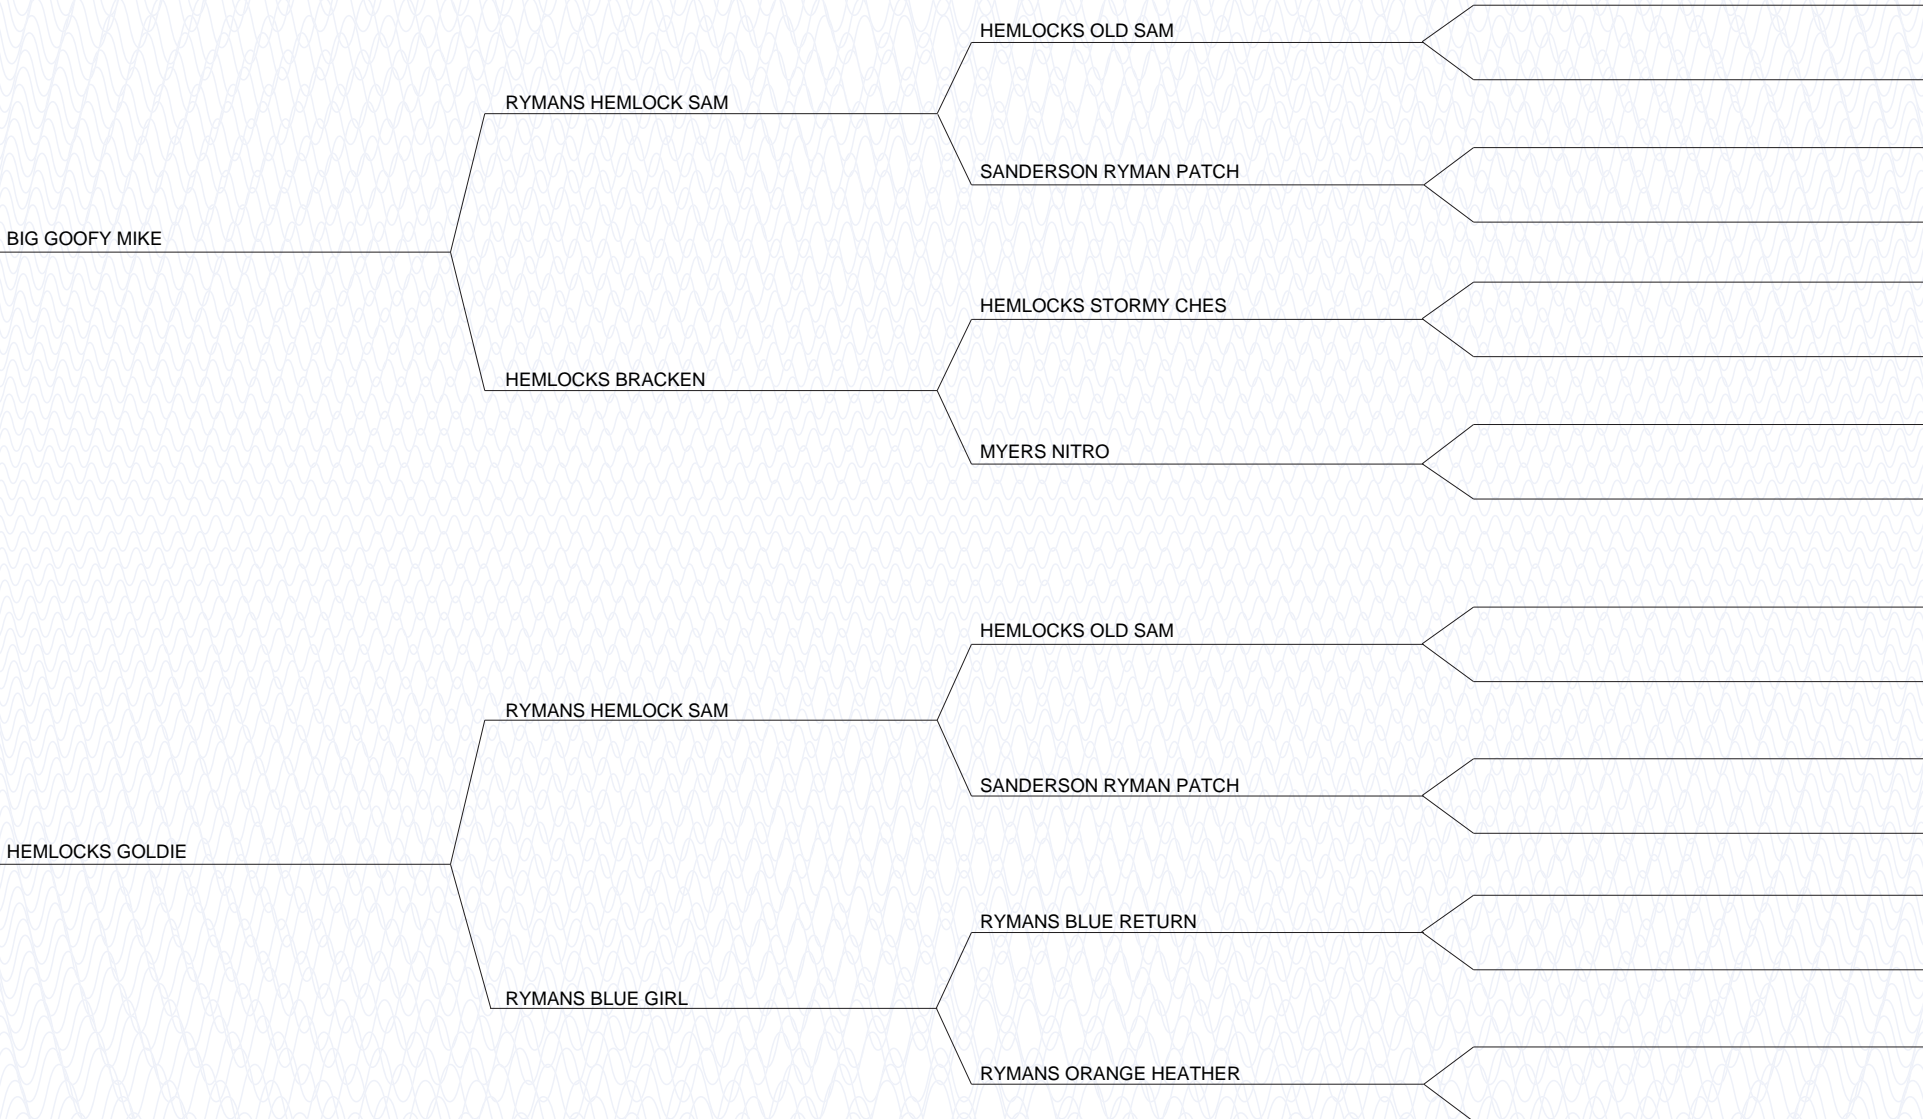 HEMLOCKS OLD SAM
RYMANS HEMLOCK SAM
SANDERSON RYMAN PATCH
BIG GOOFY MIKE
HEMLOCKS STORMY CHES
HEMLOCKS BRACKEN
MYERS NITRO
HEMLOCKS OLD SAM
RYMANS HEMLOCK SAM
SANDERSON RYMAN PATCH
HEMLOCKS GOLDIE
RYMANS BLUE RETURN
RYMANS BLUE GIRL
RYMANS ORANGE HEATHER